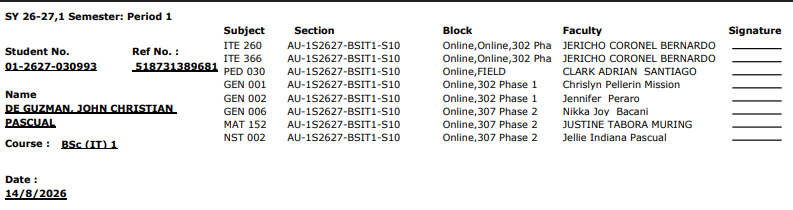 SY 26-27,1 Semester: Period 1
Student No. Ref No. :
01-2627-030993 518731389681
Name
DE GUZMAN, JOHN CHRISTIAN
PASCUAL
Course : BSc (IT) 1
Date :
14/8/2026
Subject Section Block Faculty Signature
ITE 260 AU-1S2627-BSIT1-S10 Online,Online,302 Pha JERICHO CORONEL BERNARDO
ITE 366 AU-1S2627-BSIT1-S10 Online,Online,302 Pha JERICHO CORONEL BERNARDO
PED 030 AU-1S2627-BSIT1-S10 Online,FIELD CLARK ADRIAN SANTIAGO
GEN 001 AU-1S2627-BSIT1-S10 Online,302 Phase 1 Chrislyn Pellerin Mission
GEN 002 AU-1S2627-BSIT1-S10 Online,302 Phase 1 Jennifer Peraro
GEN 006 AU-1S2627-BSIT1-S10 Online,307 Phase 2 Nikka Joy Bacani
MAT 152 AU-1S2627-BSIT1-S10 Online,307 Phase 2 JUSTINE TABORA MURING
NST 002 AU-1S2627-BSIT1-S10 Online,307 Phase 2 Jellie Indiana Pascual